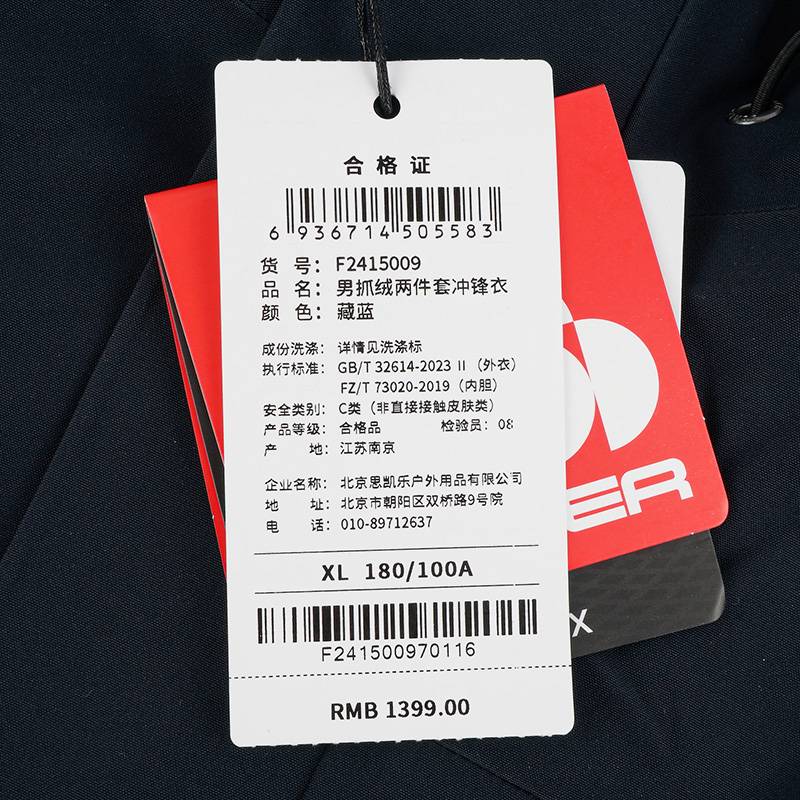 合格证
6 936714 505583
货 号: F2415009
品 名: 男抓绒两件套冲锋衣
颜 色: 藏蓝
成份洗涤: 详情见洗涤标
执行标准: GB/T 32614-2023 II (外衣)
FZ/T 73020-2019 (内胆)
安全类别: C类 (非直接接触皮肤类)
产品等级: 合格品 检验员: 08
产 地: 江苏南京
企业名称: 北京思凯乐户外用品有限公司
地 址: 北京市朝阳区双桥路9号院
电 话: 010-89712637
XL 180/100A
F241500970116
RMB 1399.00
ER
X